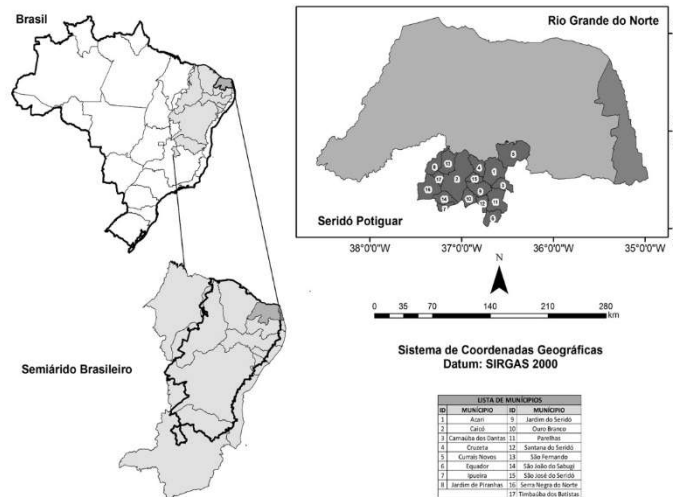 Brasil
Rio Grande do Norte
Seridó Potiguar
38°0'0"W 37°0'0"W 36°0'0"W 35°0'0"W
N
0 35 70 140 210 280
km
Semiárido Brasileiro
Sistema de Coordenadas Geográficas
Datum: SIRGAS 2000
LISTA DE MUNICÍPIOS
ID MUNICÍPIO ID MUNICÍPIO
1 Acari 9 Jardim do Seridó
2 Caicó 10 Ouro Branco
3 Carnaúba dos Dantas 11 Parelhas
4 Cruzeta 12 Santana do Seridó
5 Currais Novos 13 São Fernando
6 Equador 14 São João do Sabugi
7 Ipueira 15 São José do Seridó
8 Jardim de Piranhas 16 Serra Negra do Norte
17 Timbaúba dos Batistas